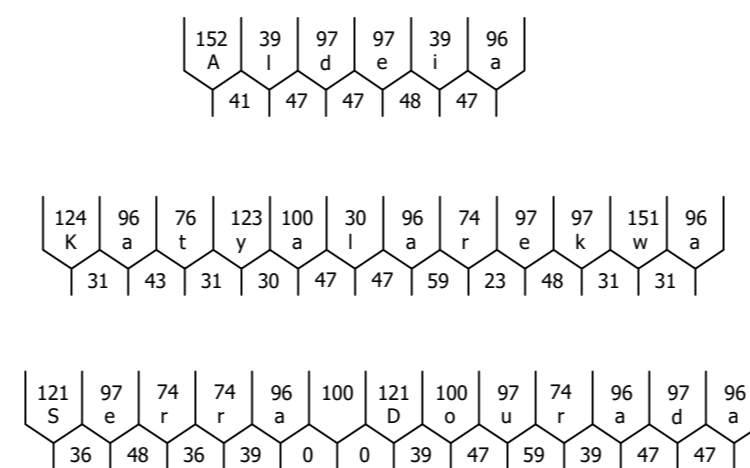 152 39 97 97 39 96
A l d e i a
41 47 47 48 47
124 96 76 123 100 30 96 74 97 97 151 96
K a t y a l a r e k w a
31 43 31 30 47 47 59 23 48 31 31
121 97 74 74 96 100 121 100 97 74 96 97 96
S e r r a D o u r a d a
36 48 36 39 0 0 39 47 59 39 47 47